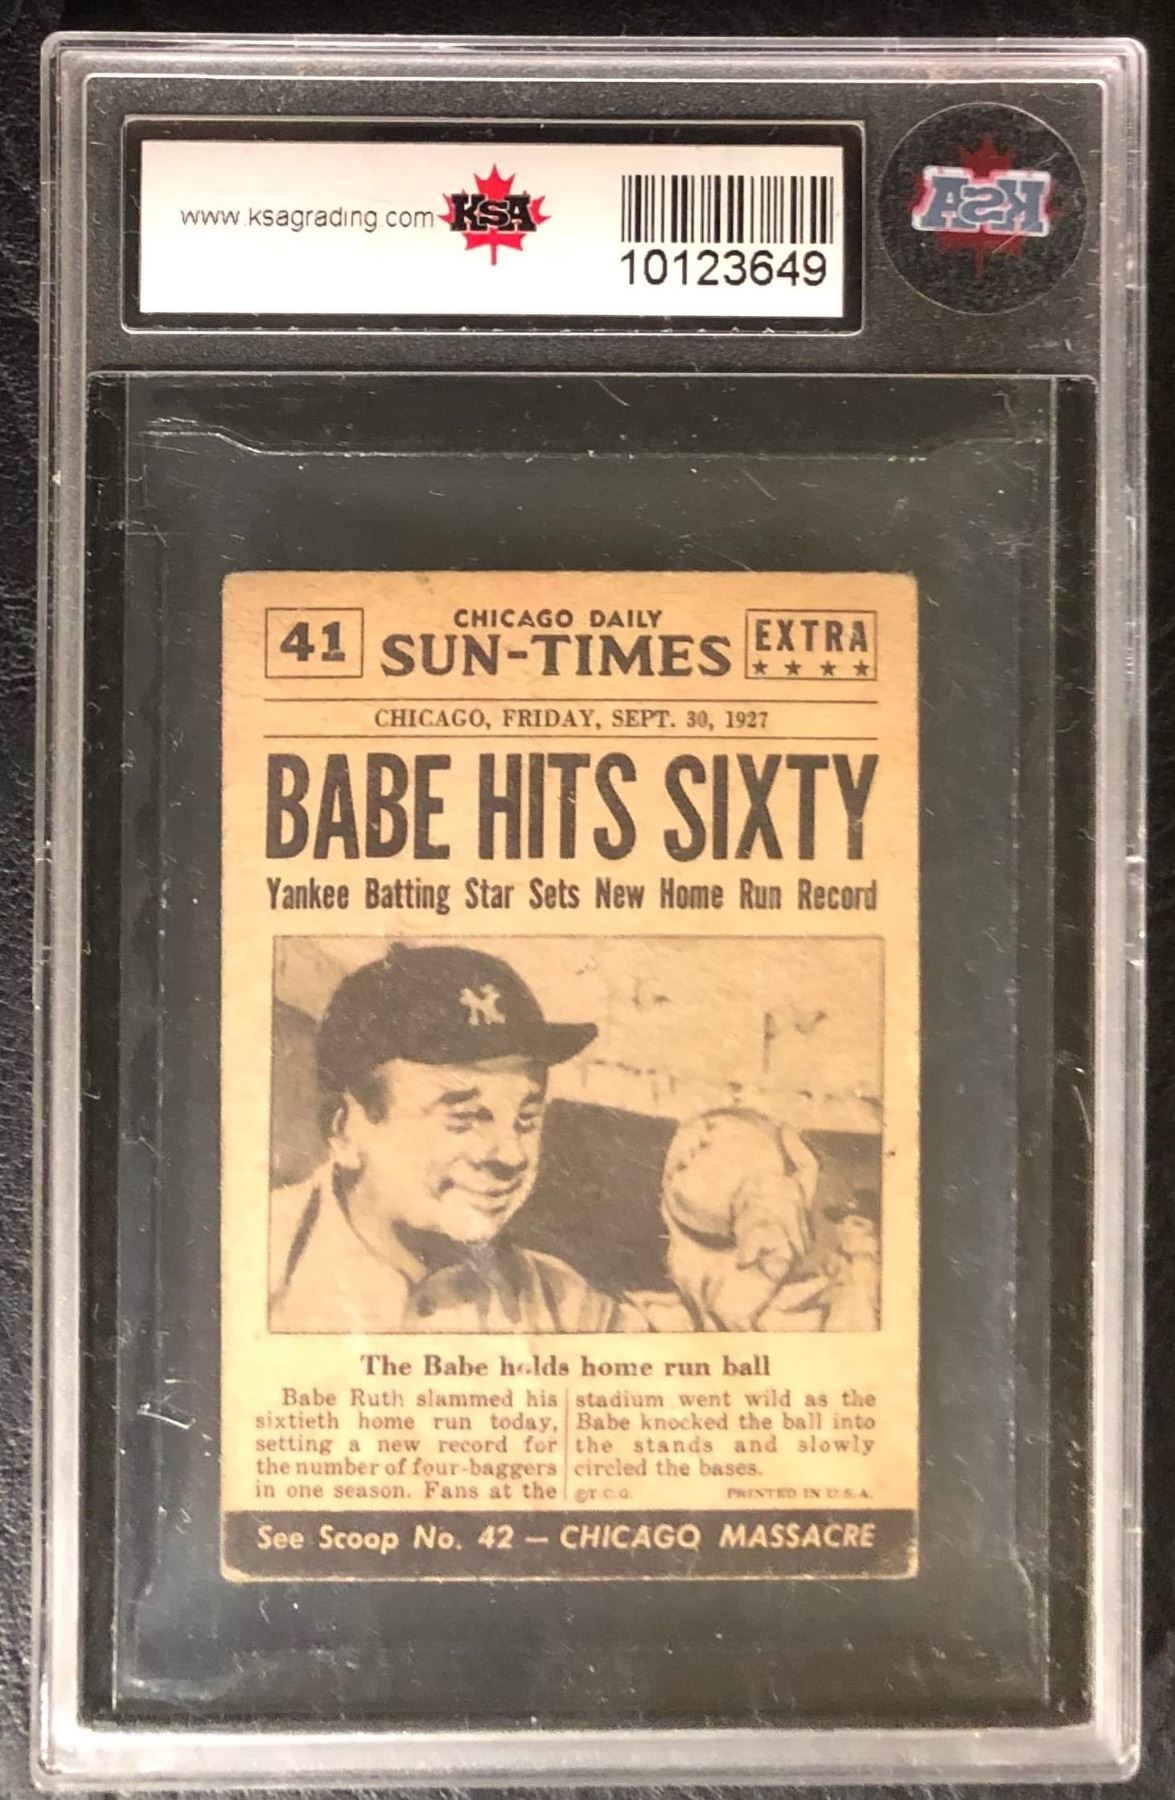 www.ksagrading.com
KSA
10123649
KSA
41
CHICAGO DAILY
SUN-TIMES
EXTRA
CHICAGO, FRIDAY, SEPT. 30, 1927
BABE HITS SIXTY
Yankee Batting Star Sets New Home Run Record
NY
The Babe holds home run ball
Babe Ruth slammed his
sixtieth home run today,
setting a new record for
the number of four-baggers
in one season. Fans at the
stadium went wild as the
Babe knocked the ball into
the stands and slowly
circled the bases.
©T.C.G. PRINTED IN U.S.A.
See Scoop No. 42 — CHICAGO MASSACRE